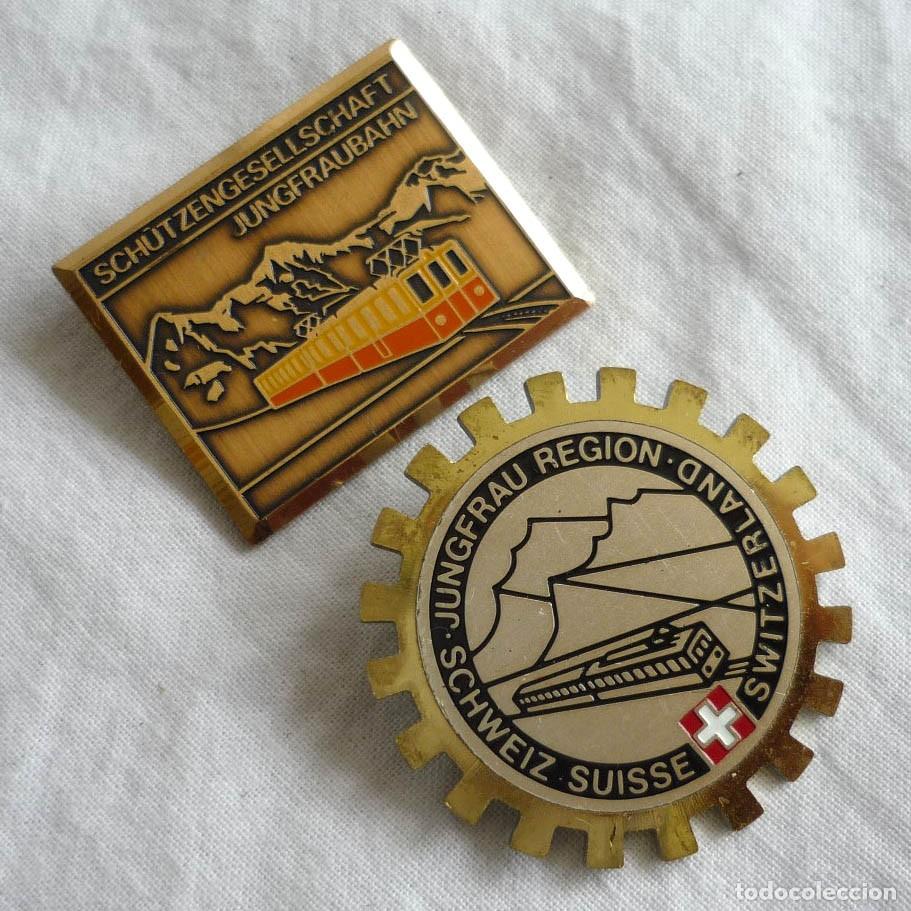 SCHÜTZENGESELLSCHAFT
JUNGFRAUBAHN
· JUNGFRAU REGION · SWITZERLAND
· SCHWEIZ · SUISSE
todocoleccion